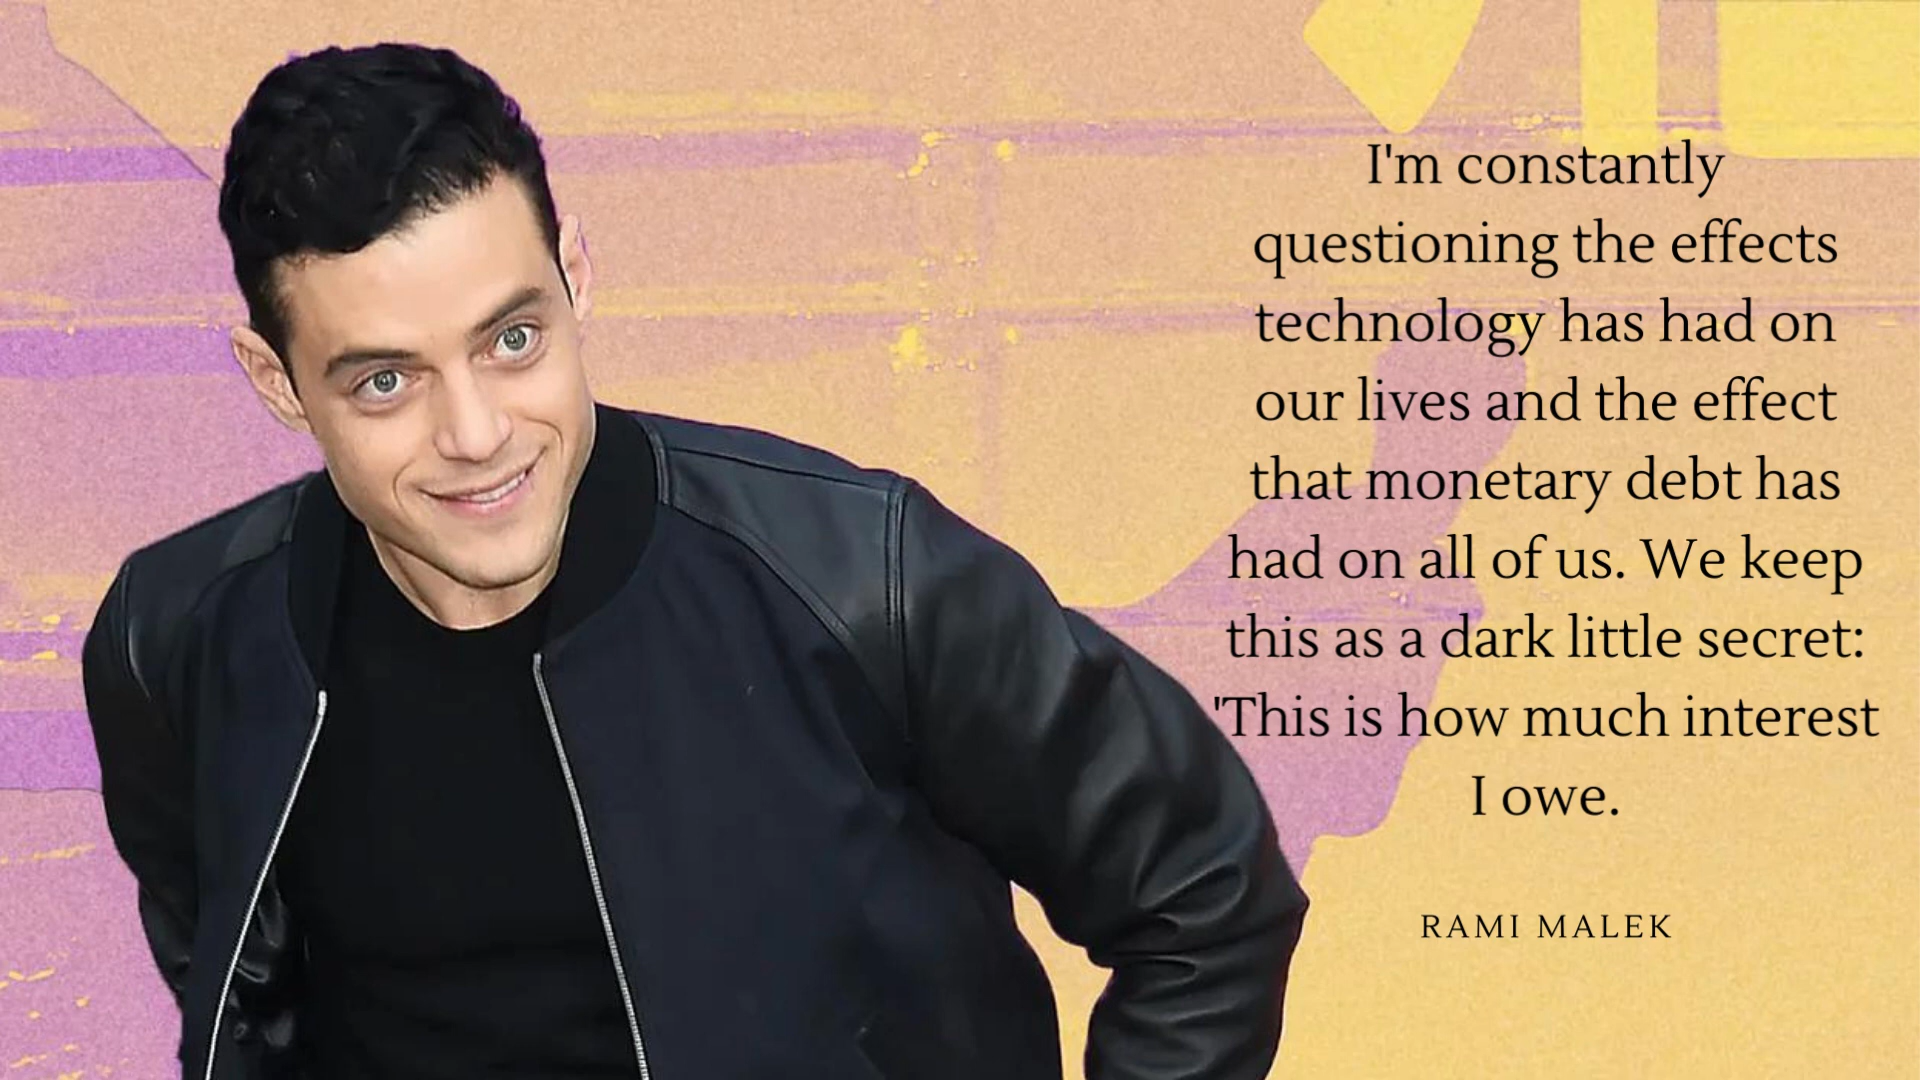 I'm constantly
questioning the effects
technology has had on
our lives and the effect
that monetary debt has
had on all of us. We keep
this as a dark little secret:
'This is how much interest
I owe.
RAMI MALEK